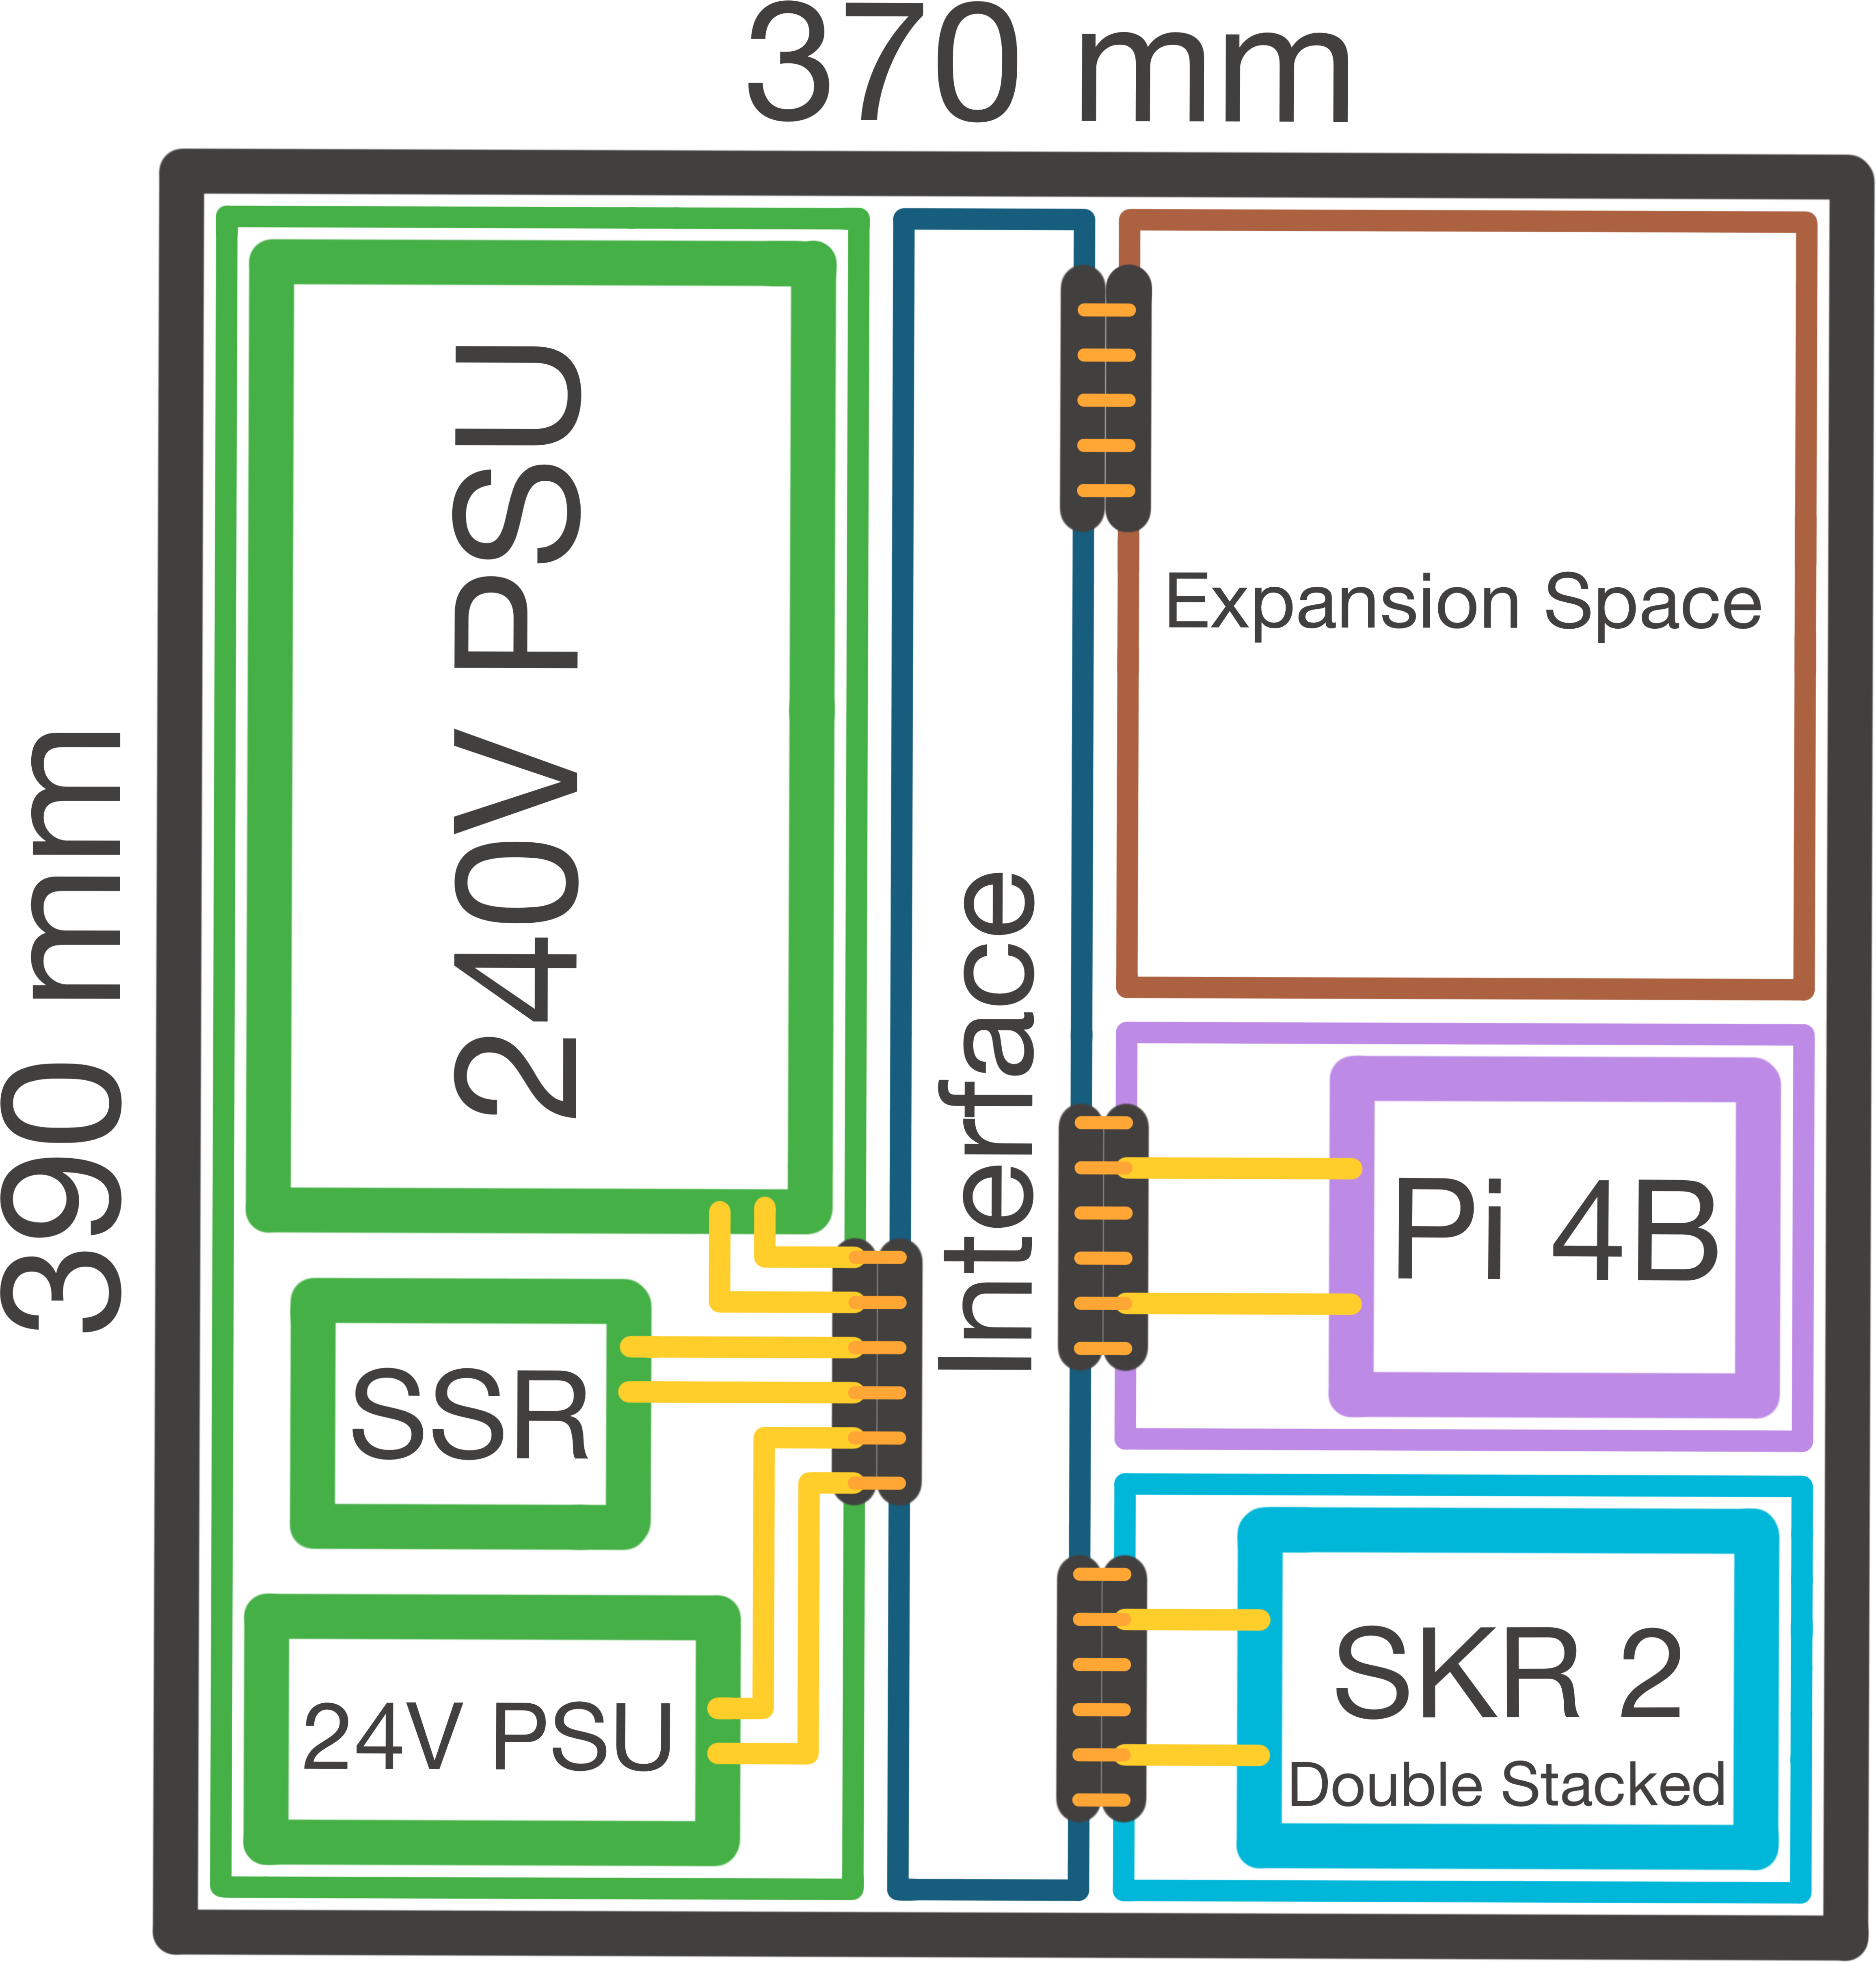 370 mm
390 mm
240V PSU
Expansion Space
Interface
Pi 4B
SSR
SKR 2
Double Stacked
24V PSU